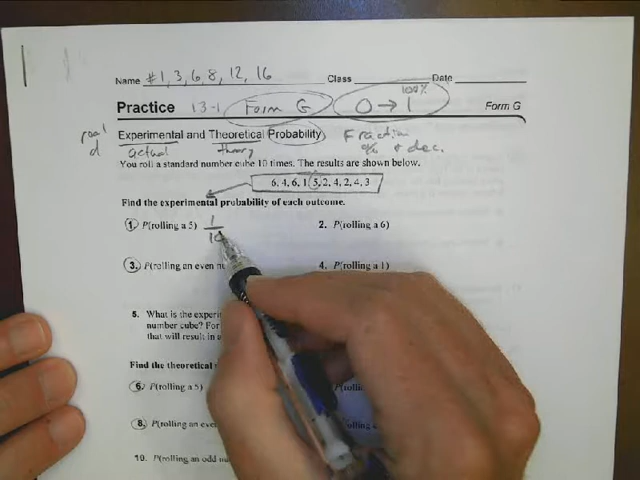 Name #1, 3, 6, 8, 12, 16 Class Date
100%
Practice 13-1 Form G 0 → 1 Form G
real Experimental and Theoretical Probability Fraction
d actual theory % + dec.
You roll a standard number cube 10 times. The results are shown below.
6, 4, 6, 1, 5, 2, 4, 2, 4, 3
Find the experimental probability of each outcome.
1. P(rolling a 5) 1 2. P(rolling a 6)
10
3. P(rolling an even nu 4. P(rolling a 1)
5. What is the experi
number cube? For
that will result in
Find the theoretical
6. P(rolling a 5) P(rolli
8. P(rolling an eve
10. P(rolling an odd nu